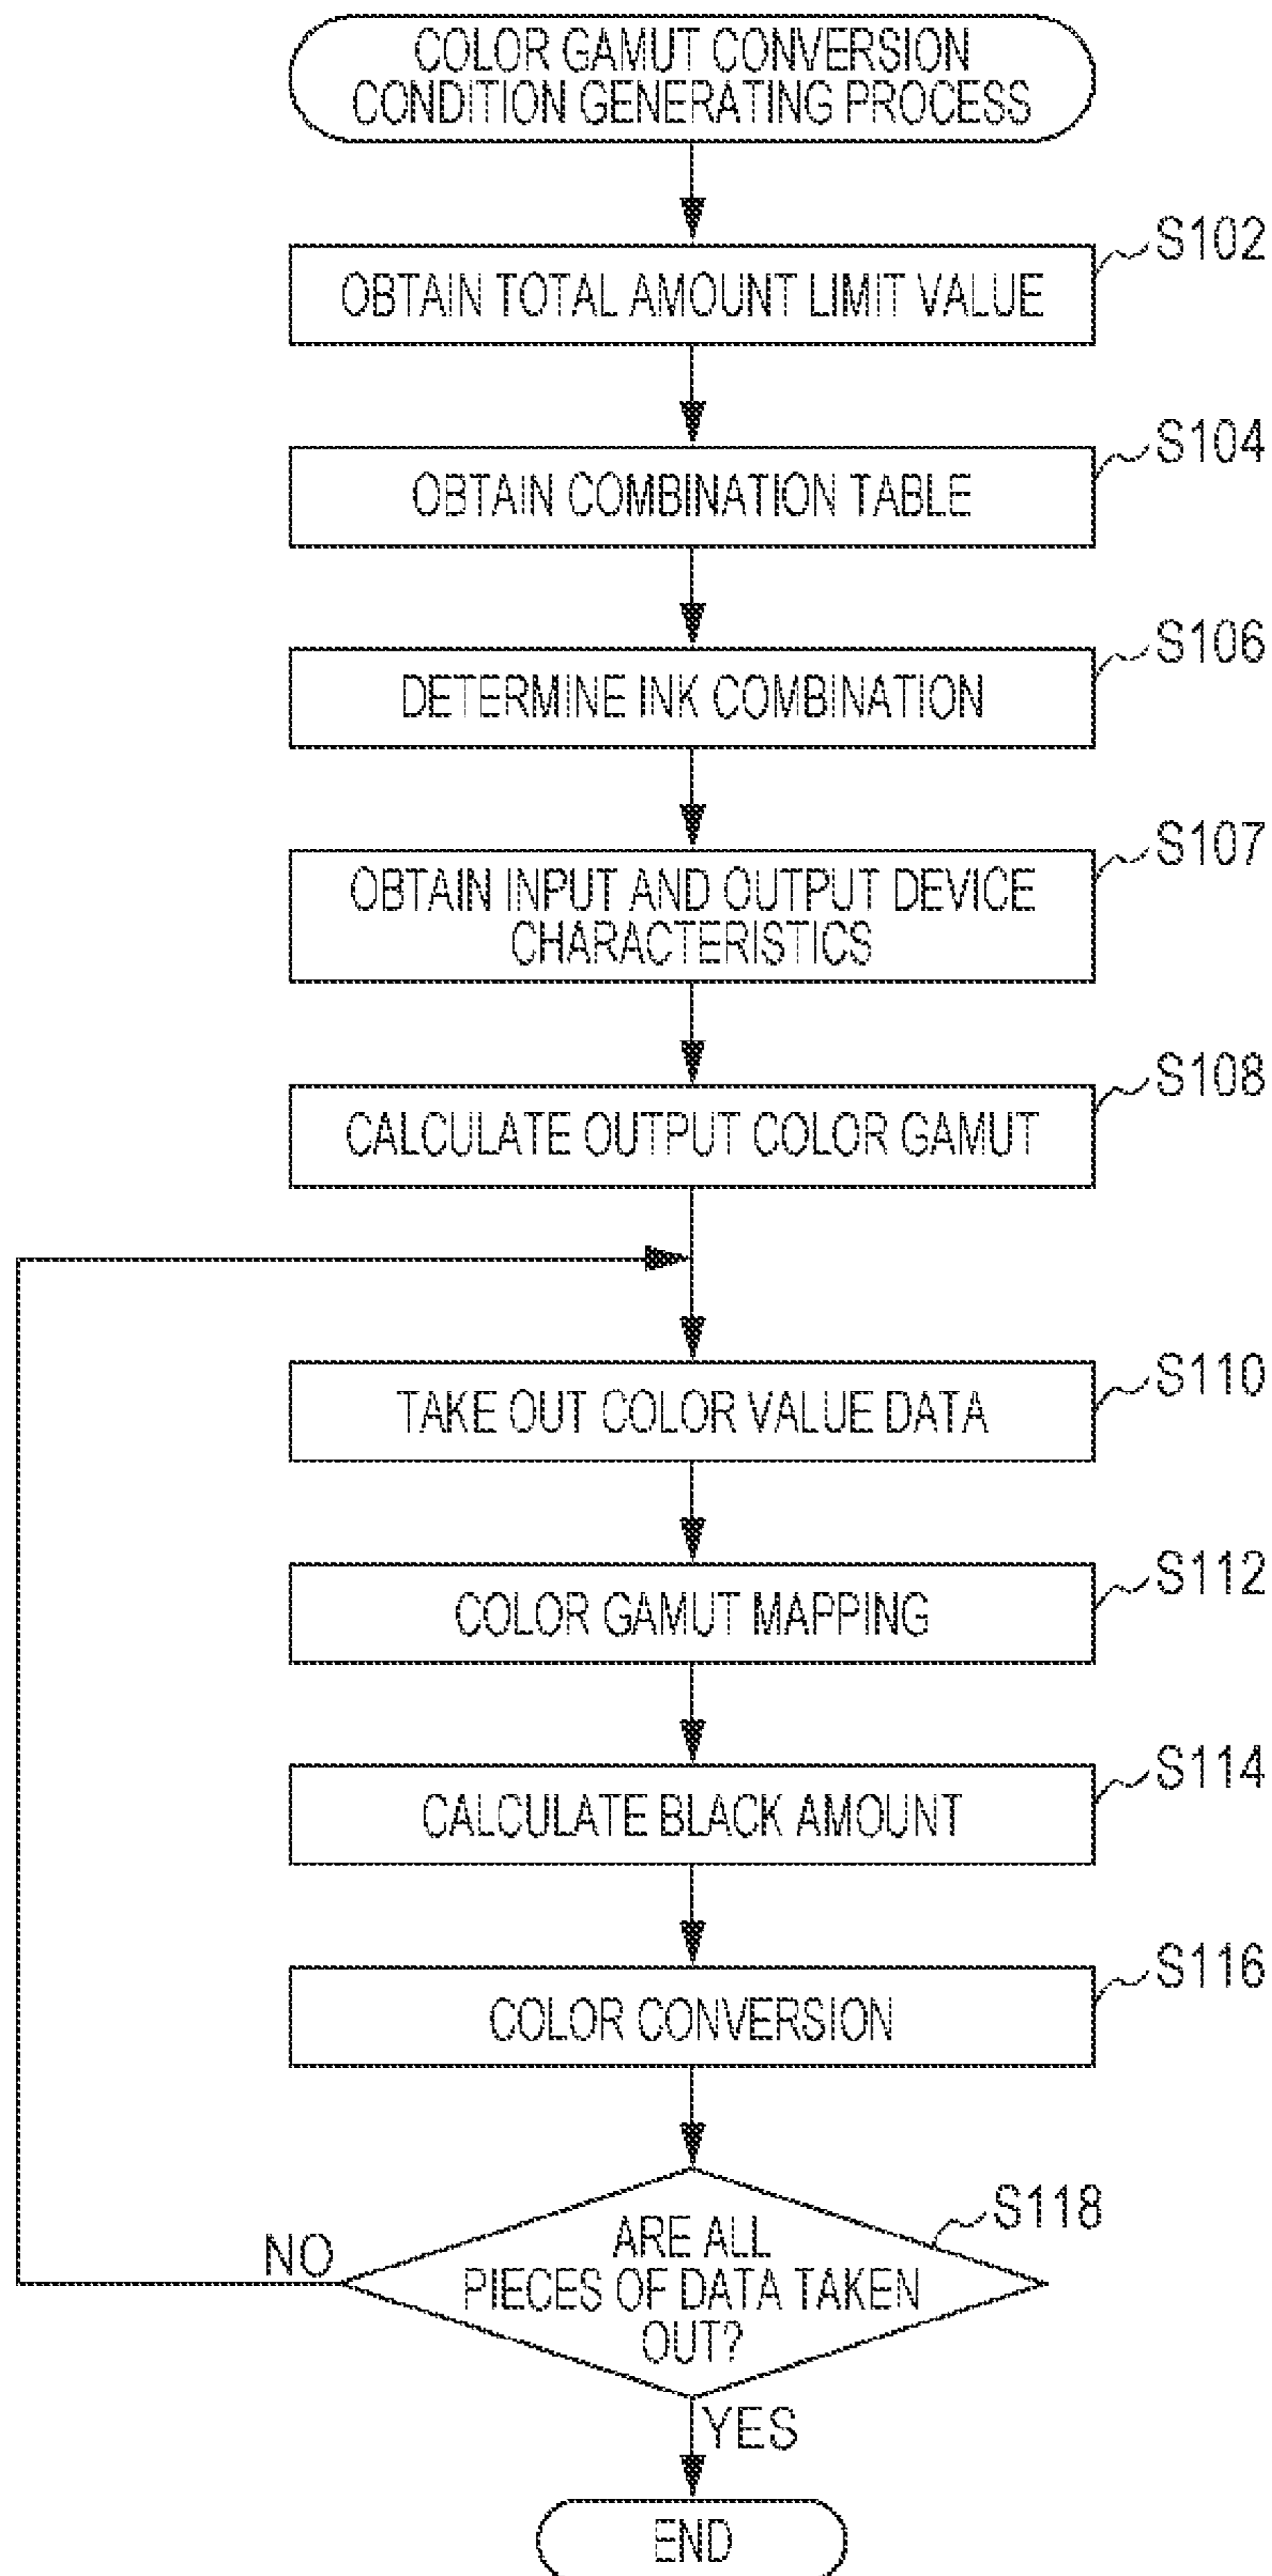 COLOR GAMUT CONVERSION
CONDITION GENERATING PROCESS
S102
OBTAIN TOTAL AMOUNT LIMIT VALUE
S104
OBTAIN COMBINATION TABLE
S106
DETERMINE INK COMBINATION
S107
OBTAIN INPUT AND OUTPUT DEVICE
CHARACTERISTICS
S108
CALCULATE OUTPUT COLOR GAMUT
S110
TAKE OUT COLOR VALUE DATA
S112
COLOR GAMUT MAPPING
S114
CALCULATE BLACK AMOUNT
S116
COLOR CONVERSION
S118
ARE ALL
PIECES OF DATA TAKEN
OUT?
NO
YES
END